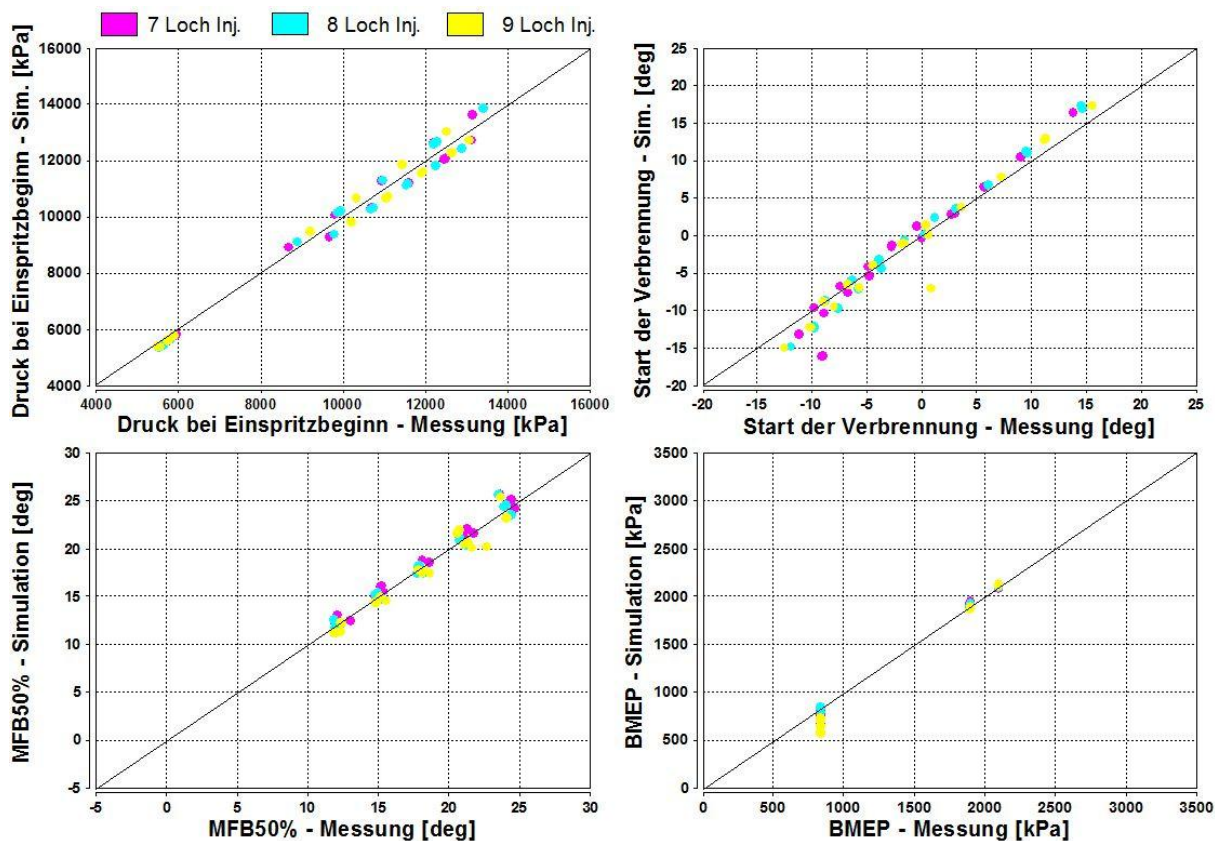 7 Loch Inj. 8 Loch Inj. 9 Loch Inj.
Druck bei Einspritzbeginn - Sim. [kPa]
16000
14000
12000
10000
8000
6000
4000
4000 6000 8000 10000 12000 14000 16000
Druck bei Einspritzbeginn - Messung [kPa]
Start der Verbrennung - Sim. [deg]
25
20
15
10
5
0
-5
-10
-15
-20
-20 -15 -10 -5 0 5 10 15 20 25
Start der Verbrennung - Messung [deg]
MFB50% - Simulation [deg]
30
25
20
15
10
5
0
-5
-5 0 5 10 15 20 25 30
MFB50% - Messung [deg]
BMEP - Simulation [kPa]
3500
3000
2500
2000
1500
1000
500
0
0 500 1000 1500 2000 2500 3000 3500
BMEP - Messung [kPa]